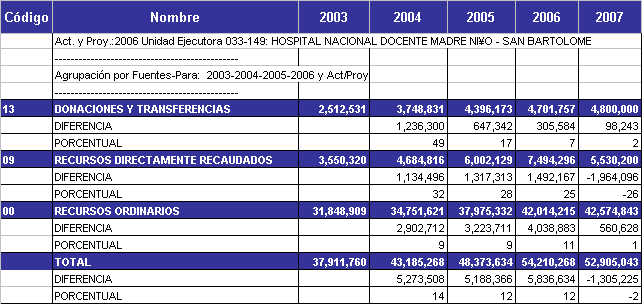 Código Nombre 2003 2004 2005 2006 2007
Act. y Proy.:2006 Unidad Ejecutora 033-149: HOSPITAL NACIONAL DOCENTE MADRE NI¥O - SAN BARTOLOME
----------------------------------------------
Agrupación por Fuentes-Para: 2003-2004-2005-2006 y Act/Proy
----------------------------------------------
13 DONACIONES Y TRANSFERENCIAS 2,512,531 3,748,831 4,396,173 4,701,757 4,800,000
DIFERENCIA 1,236,300 647,342 305,584 98,243
PORCENTUAL 49 17 7 2
09 RECURSOS DIRECTAMENTE RECAUDADOS 3,550,320 4,684,816 6,002,129 7,494,296 5,530,200
DIFERENCIA 1,134,496 1,317,313 1,492,167 -1,964,096
PORCENTUAL 32 28 25 -26
00 RECURSOS ORDINARIOS 31,848,909 34,751,621 37,975,332 42,014,215 42,574,843
DIFERENCIA 2,902,712 3,223,711 4,038,883 560,628
PORCENTUAL 9 9 11 1
TOTAL 37,911,760 43,185,268 48,373,634 54,210,268 52,905,043
DIFERENCIA 5,273,508 5,188,366 5,836,634 -1,305,225
PORCENTUAL 14 12 12 -2